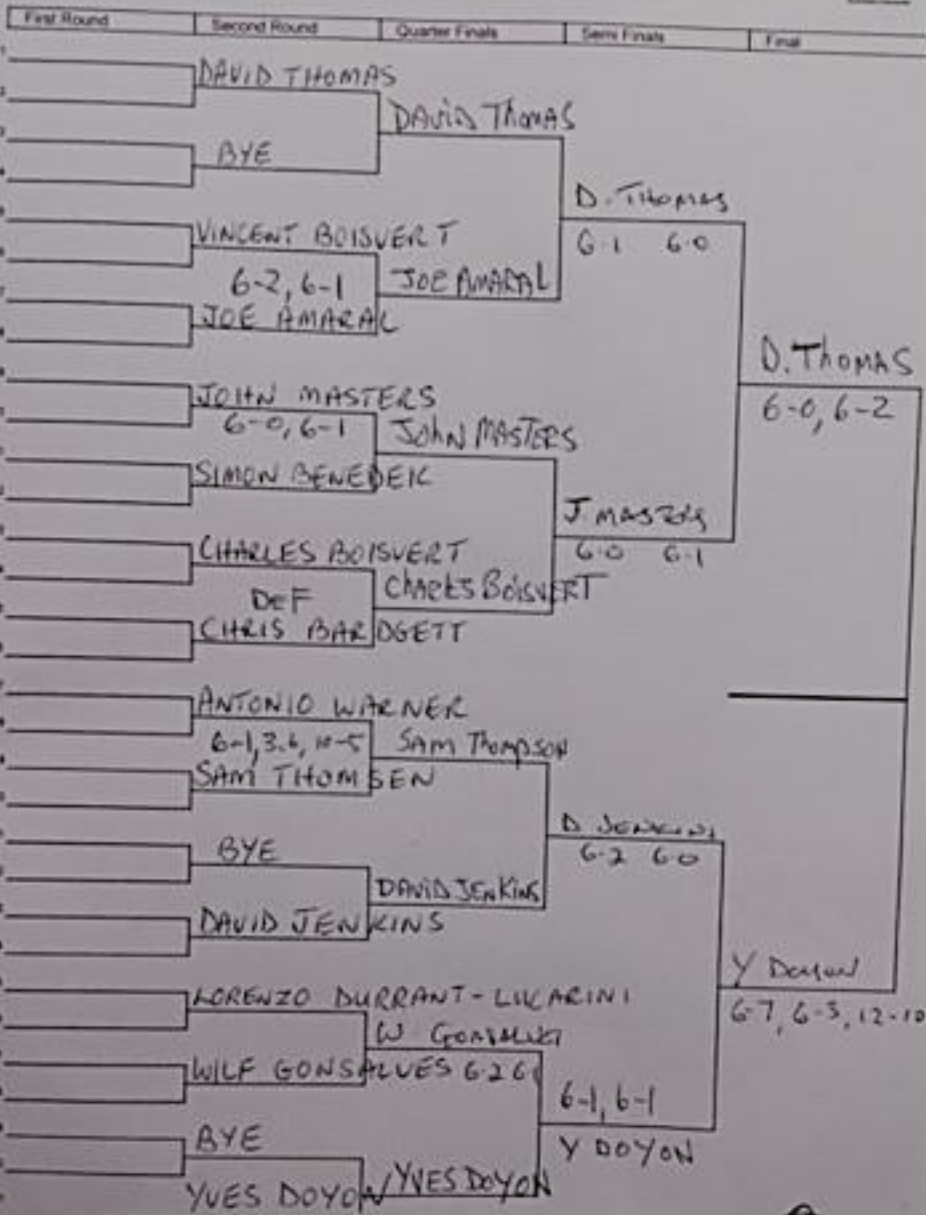 First Round Second Round Quarter Finals Semi Finals Final
DAVID THOMAS
DAVID THOMAS
BYE
D. THOMAS
6-1 6-0
VINCENT BOISVERT
6-2, 6-1
JOE AMARAL
JOE AMARAL
D. THOMAS
6-0, 6-2
JOHN MASTERS
6-0, 6-1
JOHN MASTERS
SIMON BENEDEIC
J MASTERS
6-0 6-1
CHARLES BOISVERT
DEF
CHARLES BOISVERT
CHRIS BARDGETT
ANTONIO WARNER
6-1, 3-6, 10-5
SAM THOMPSON
SAM THOMSEN
D JENKINS
6-2 6-0
BYE
DAVID JENKINS
DAVID JENKINS
Y DOYON
6-7, 6-3, 12-10
LORENZO DURRANT-LUCARINI
W GONSALVES
WILF GONSALVES 6-2 6-1
6-1, 6-1
Y DOYON
BYE
YVES DOYON
YVES DOYON